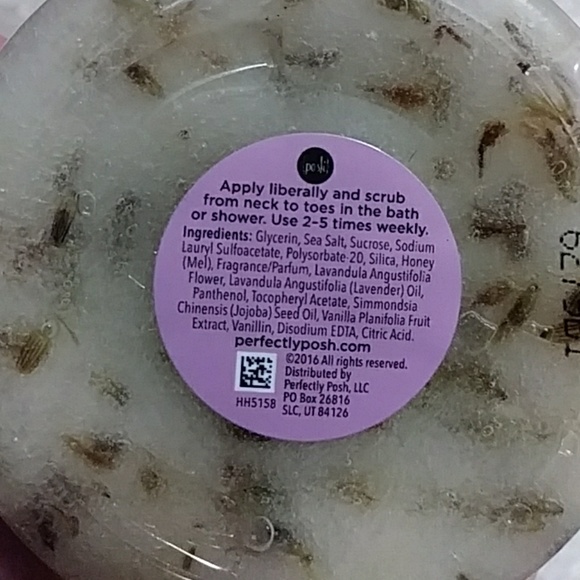 posh!
Apply liberally and scrub
from neck to toes in the bath
or shower. Use 2-5 times weekly.
Ingredients: Glycerin, Sea Salt, Sucrose, Sodium
Lauryl Sulfoacetate, Polysorbate-20, Silica, Honey
(Mel), Fragrance/Parfum, Lavandula Angustifolia
Flower, Lavandula Angustifolia (Lavender) Oil,
Panthenol, Tocopheryl Acetate, Simmondsia
Chinensis (Jojoba) Seed Oil, Vanilla Planifolia Fruit
Extract, Vanillin, Disodium EDTA, Citric Acid.
perfectlyposh.com
©2016 All rights reserved.
Distributed by
Perfectly Posh, LLC
PO Box 26816
SLC, UT 84126
HH5158